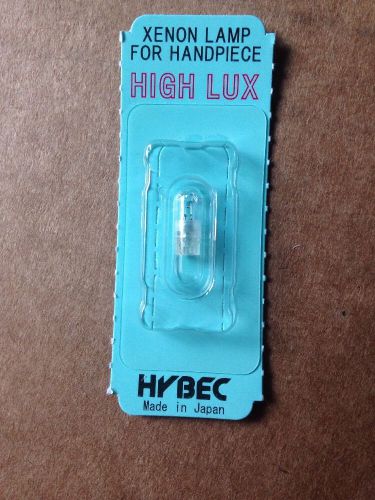 XENON LAMP
FOR HANDPIECE
HIGH LUX
HYBEC
Made in Japan